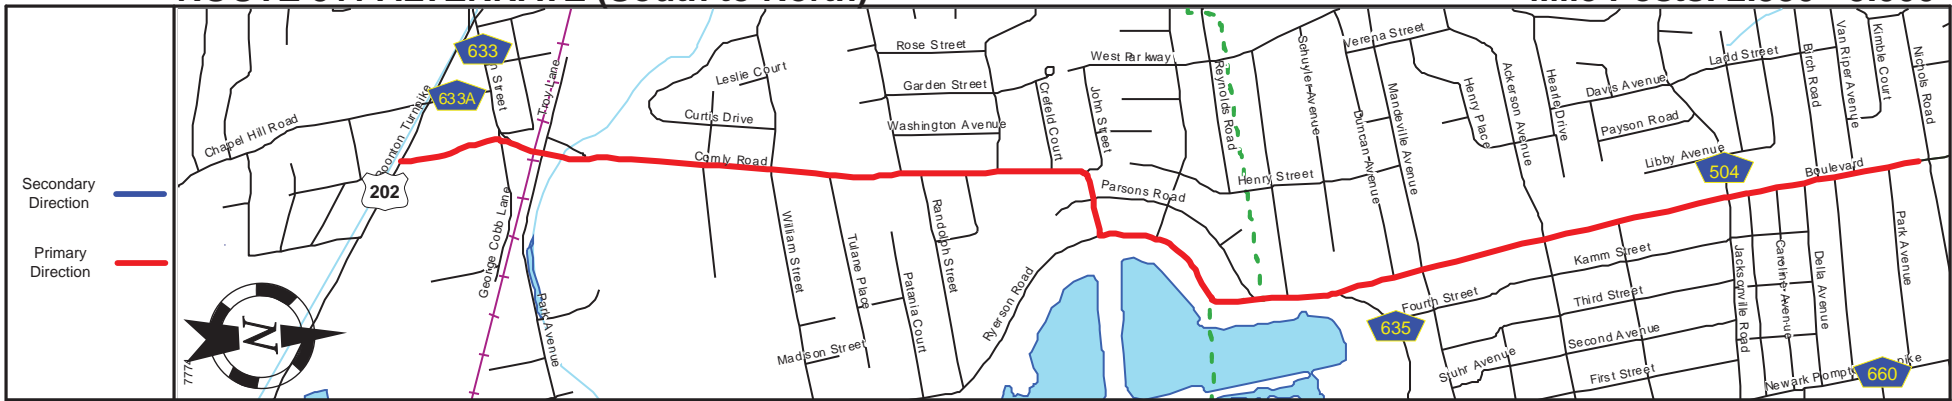 Secondary
Direction
Primary
Direction
633
633A
202
504
635
660
N
Chapel Hill Road
Troy Lane
George Cobb Lane
Park Avenue
Leslie Court
Curtis Drive
Comly Road
William Street
Madison Street
Tulane Place
Patania Court
Randolph Street
Rose Street
Garden Street
Washington Avenue
Crefeld Court
John Street
West Parkway
Parsons Road
Ryerson Road
Reynolds Road
Henry Street
Schuyler Avenue
Verena Street
Duncan Avenue
Mandeville Avenue
Henry Place
Ackerson Avenue
Hearle Drive
Davis Avenue
Payson Road
Libby Avenue
Ladd Street
Birch Road
Van Riper Avenue
Kimble Court
Nichols Road
Boulevard
Park Avenue
Kamm Street
Fourth Street
Third Street
Second Avenue
First Street
Stuhr Avenue
Jacksonville Road
Caroline Avenue
Della Avenue
Newark Pompt